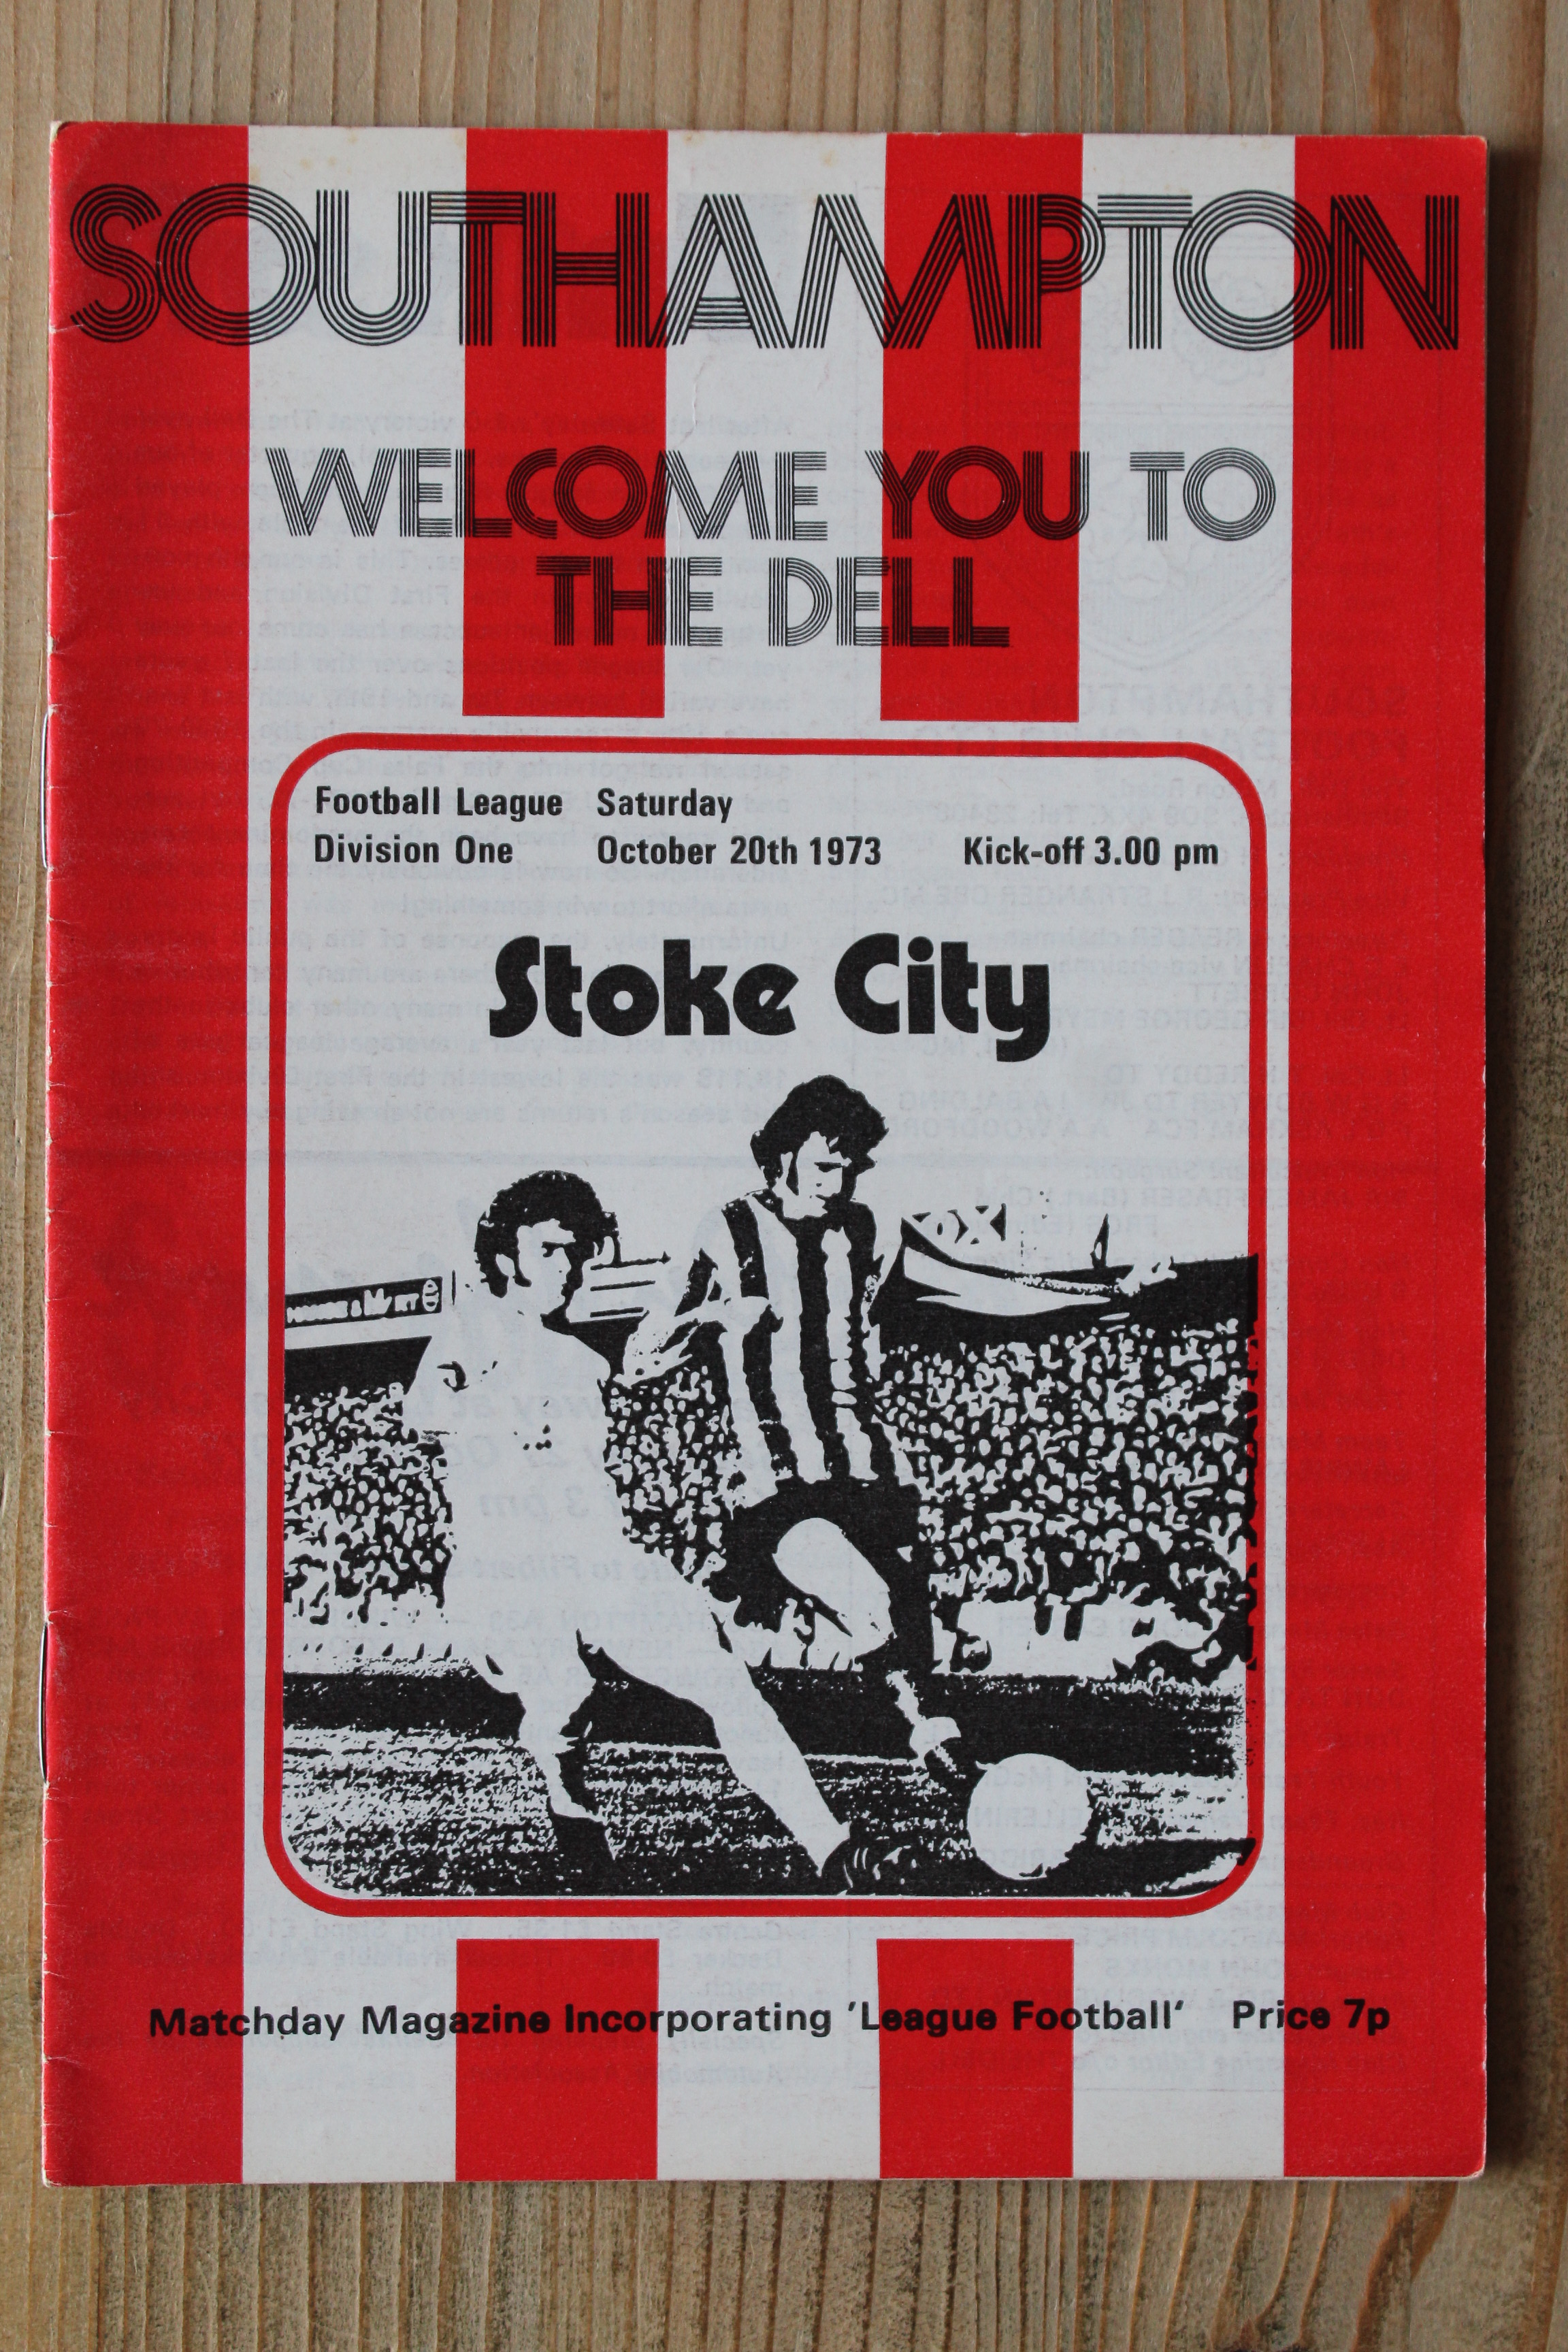 SOUTHAMPTON
WELCOME YOU TO
THE DELL
Football League Saturday
Division One October 20th 1973 Kick-off 3.00 pm
Stoke City
Matchday Magazine Incorporating 'League Football' Price 7p